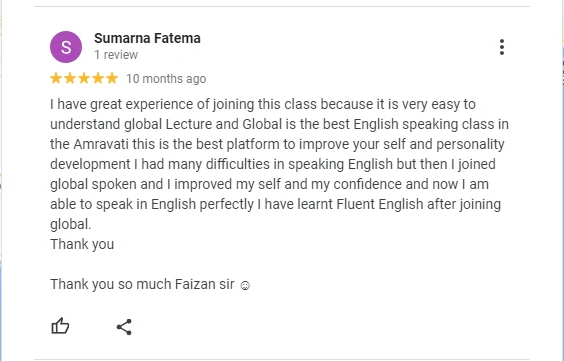 S
Sumarna Fatema
1 review
10 months ago
I have great experience of joining this class because it is very easy to
understand global Lecture and Global is the best English speaking class in
the Amravati this is the best platform to improve your self and personality
development I had many difficulties in speaking English but then I joined
global spoken and I improved my self and my confidence and now I am
able to speak in English perfectly I have learnt Fluent English after joining
global.
Thank you
Thank you so much Faizan sir ☺